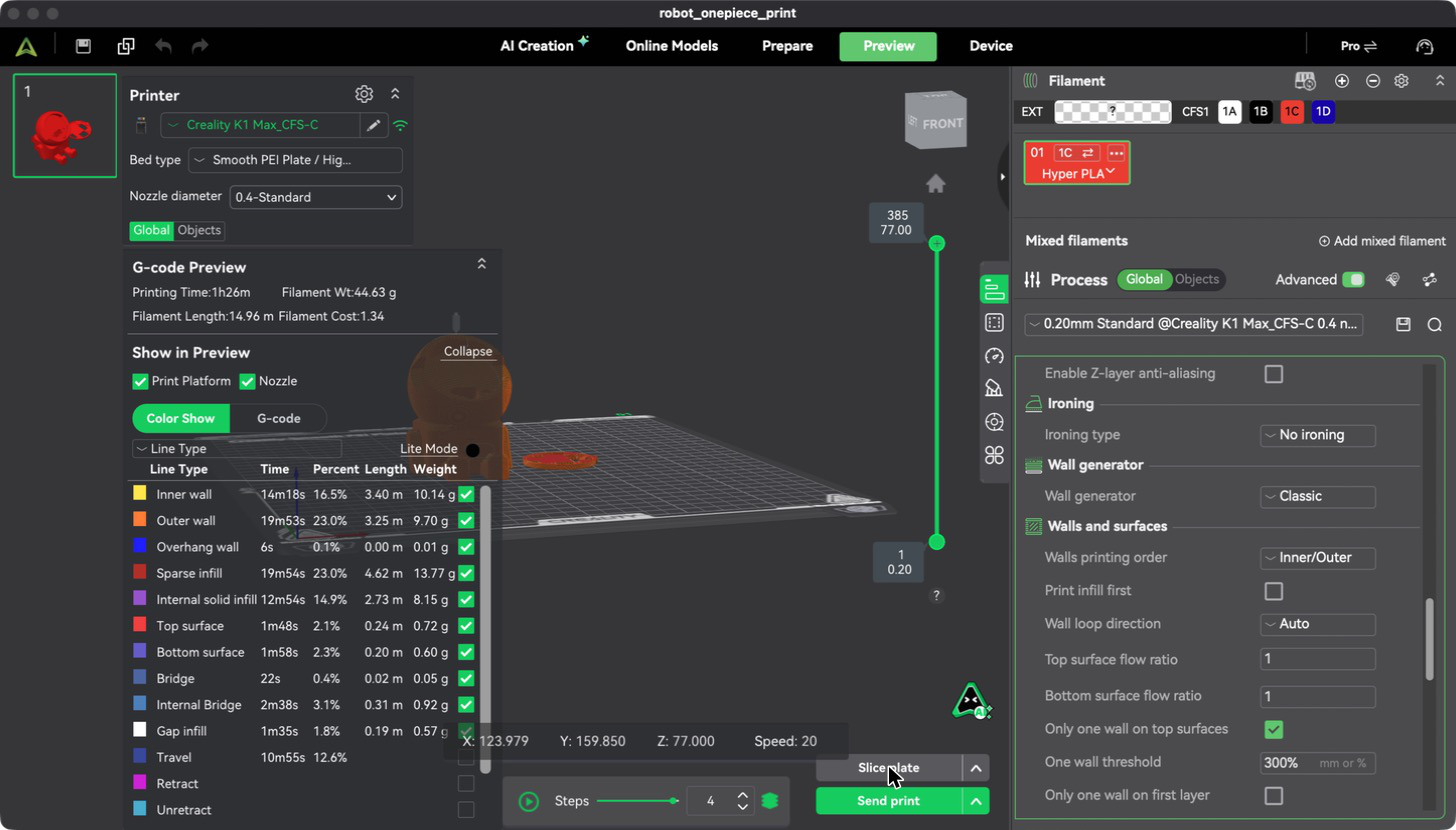 robot_onepiece_print
AI Creation
Online Models
Prepare
Preview
Device
Pro
1
Printer
Creality K1 Max_CFS-C
Bed type
Smooth PEI Plate / Hig...
Nozzle diameter
0.4-Standard
Global
Objects
G-code Preview
Printing Time:1h26m Filament Wt:44.63 g
Filament Length:14.96 m Filament Cost:1.34
Show in Preview
Collapse
Print Platform
Nozzle
Color Show
G-code
Line Type
Lite Mode
Line Type Time Percent Length Weight
Inner wall 14m18s 16.5% 3.40 m 10.14 g
Outer wall 19m53s 23.0% 3.25 m 9.70 g
Overhang wall 6s 0.1% 0.00 m 0.01 g
Sparse infill 19m54s 23.0% 4.62 m 13.77 g
Internal solid infill 12m54s 14.9% 2.73 m 8.15 g
Top surface 1m48s 2.1% 0.24 m 0.72 g
Bottom surface 1m58s 2.3% 0.20 m 0.60 g
Bridge 22s 0.4% 0.02 m 0.05 g
Internal Bridge 2m38s 3.1% 0.31 m 0.92 g
Gap infill 1m35s 1.8% 0.19 m 0.57 g
Travel 10m55s 12.6%
Retract
Unretract
FRONT
385
77.00
1
0.20
?
AI
X: 123.979 Y: 159.850 Z: 77.000 Speed: 20
Steps
4
Slice plate
Send print
Filament
EXT
?
CFS1
1A
1B
1C
1D
01 1C
Hyper PLA
Mixed filaments
Add mixed filament
Process
Global
Objects
Advanced
0.20mm Standard @Creality K1 Max_CFS-C 0.4 n...
Enable Z-layer anti-aliasing
Ironing
Ironing type No ironing
Wall generator
Wall generator Classic
Walls and surfaces
Walls printing order Inner/Outer
Print infill first
Wall loop direction Auto
Top surface flow ratio 1
Bottom surface flow ratio 1
Only one wall on top surfaces
One wall threshold 300% mm or %
Only one wall on first layer